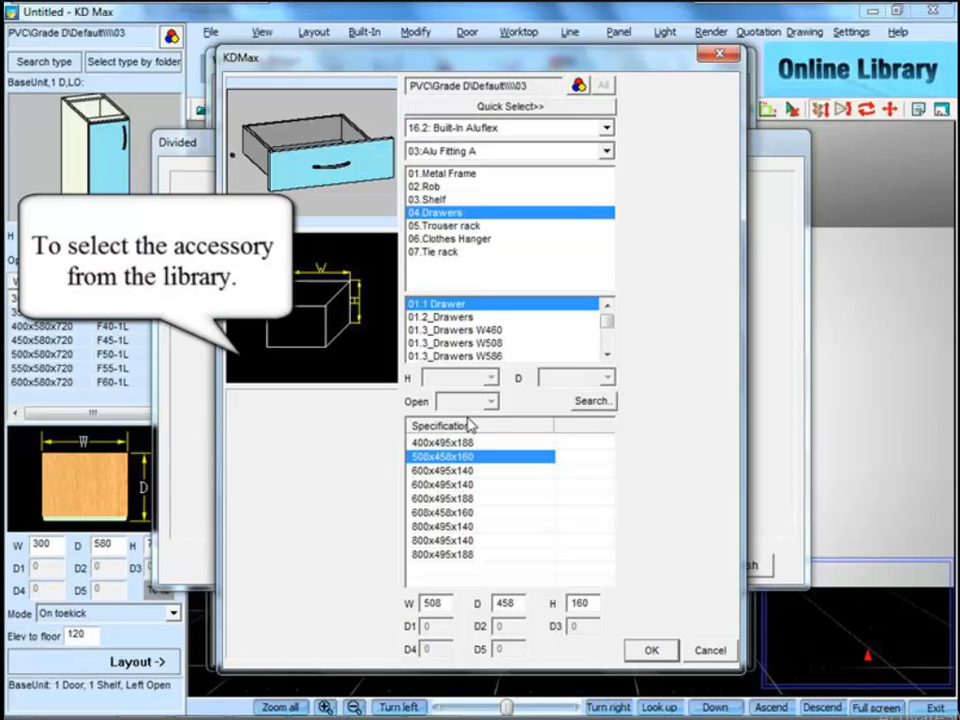 Untitled - KD Max
PVC\Grade D\Default\\\\03
File View Layout Built-In Modify Door Worktop Line Panel Light Render Quotation Drawing Settings Help
Search type Select type by folder
BaseUnit,1 D,LO:
Online Library
Divided
KDMax
PVC\Grade D\Default\\\\03
All
Quick Select>>
16.2: Built-In Aluflex
03:Alu Fitting A
01.Metal Frame
02.Rob
03.Shelf
04.Drawers
05.Trouser rack
06.Clothes Hanger
07.Tie rack
To select the accessory
from the library.
W
H
01.1 Drawer
01.2_Drawers
01.3_Drawers W460
01.3_Drawers W508
01.3_Drawers W586
H D
Open Search..
Specification
400x495x188
508x458x160
600x495x140
600x495x140
600x495x188
608x458x160
800x495x140
800x495x140
800x495x188
W 508 D 458 H 160
D1 0 D2 0 D3 0
D4 0 D5 0
OK Cancel
400x580x720 F40-1L
450x580x720 F45-1L
500x580x720 F50-1L
550x580x720 F55-1L
600x580x720 F60-1L
W
D
W 300 D 580 H
D1 0 D2 0 D3
D4 0 D5 0
Mode On toekick
Elev to floor 120
Layout ->
BaseUnit: 1 Door, 1 Shelf, Left Open
Zoom all Turn left Turn right Look up Down Ascend Descend Full screen Exit